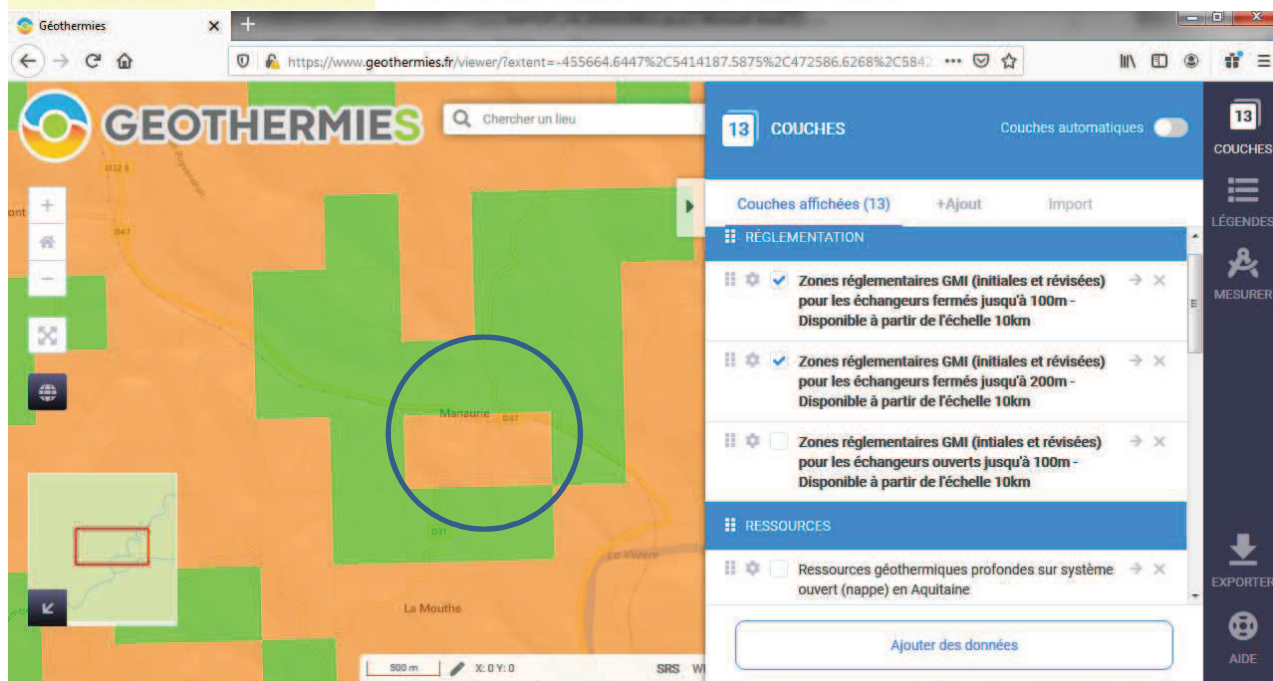 Géothermies
https://www.geothermies.fr/viewer/?extent=-455664.6447%2C5414187.5875%2C472586.6268%2C5842
GEOTHERMIES
Chercher un lieu
13 COUCHES
Couches automatiques
Couches affichées (13)
+Ajout
Import
RÉGLEMENTATION
Zones réglementaires GMI (initiales et révisées)
pour les échangeurs fermés jusqu'à 100m -
Disponible à partir de l'échelle 10km
Zones réglementaires GMI (initiales et révisées)
pour les échangeurs fermés jusqu'à 200m -
Disponible à partir de l'échelle 10km
Zones réglementaires GMI (intiales et révisées)
pour les échangeurs ouverts jusqu'à 100m -
Disponible à partir de l'échelle 10km
RESSOURCES
Ressources géothermiques profondes sur système
ouvert (nappe) en Aquitaine
Ajouter des données
13
COUCHES
LÉGENDES
MESURER
EXPORTER
AIDE
D47
Manaurie
D47
D31
La Vézère
La Mouthe
500 m
X: 0 Y: 0
SRS